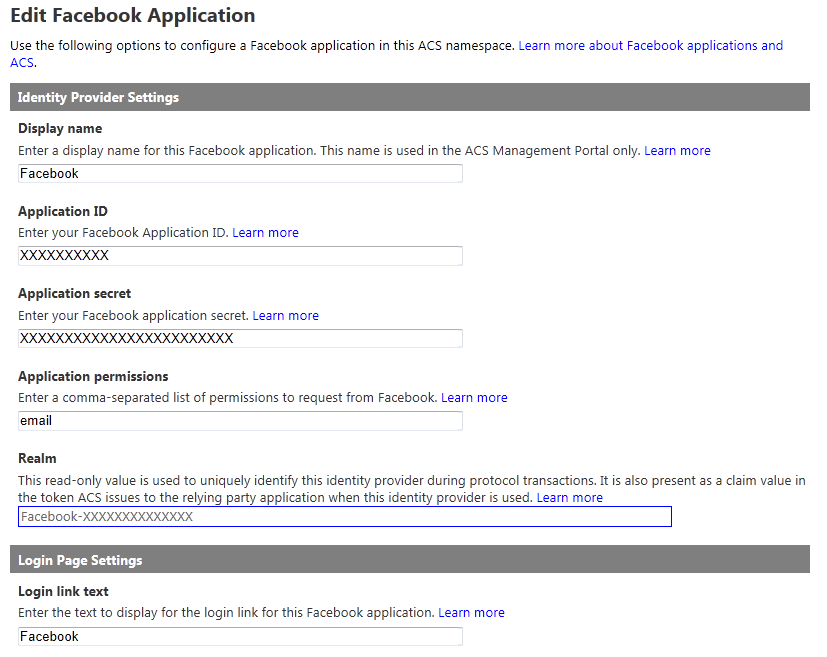 Edit Facebook Application
Use the following options to configure a Facebook application in this ACS namespace. Learn more about Facebook applications and
ACS.
Identity Provider Settings
Display name
Enter a display name for this Facebook application. This name is used in the ACS Management Portal only. Learn more
Facebook
Application ID
Enter your Facebook Application ID. Learn more
XXXXXXXXXX
Application secret
Enter your Facebook application secret. Learn more
XXXXXXXXXXXXXXXXXXXXXXXX
Application permissions
Enter a comma-separated list of permissions to request from Facebook. Learn more
email
Realm
This read-only value is used to uniquely identify this identity provider during protocol transactions. It is also present as a claim value in
the token ACS issues to the relying party application when this identity provider is used. Learn more
Facebook-XXXXXXXXXXXXXX
Login Page Settings
Login link text
Enter the text to display for the login link for this Facebook application. Learn more
Facebook